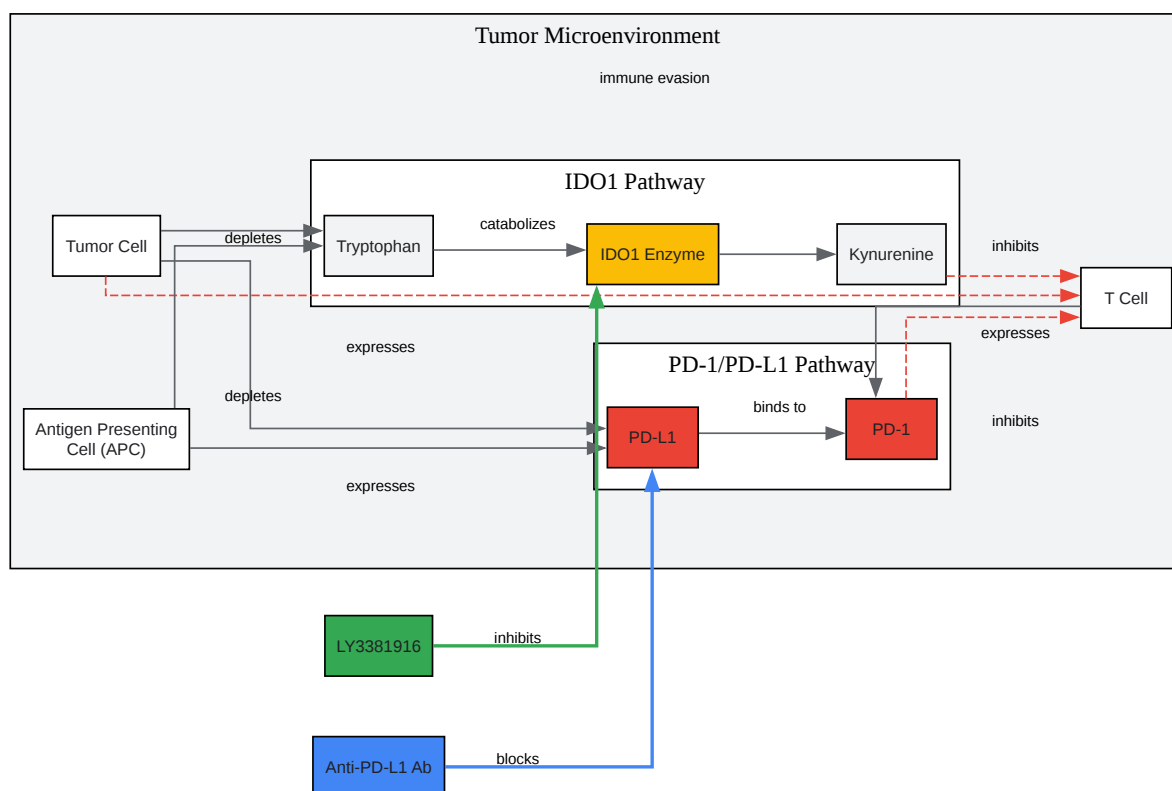 Tumor Microenvironment
immune evasion
IDO1 Pathway
Tumor Cell
depletes
Tryptophan
catabolizes
IDO1 Enzyme
Kynurenine
inhibits
T Cell
expresses
expresses
PD-1/PD-L1 Pathway
depletes
Antigen Presenting
Cell (APC)
PD-L1
binds to
PD-1
inhibits
expresses
LY3381916
inhibits
Anti-PD-L1 Ab
blocks